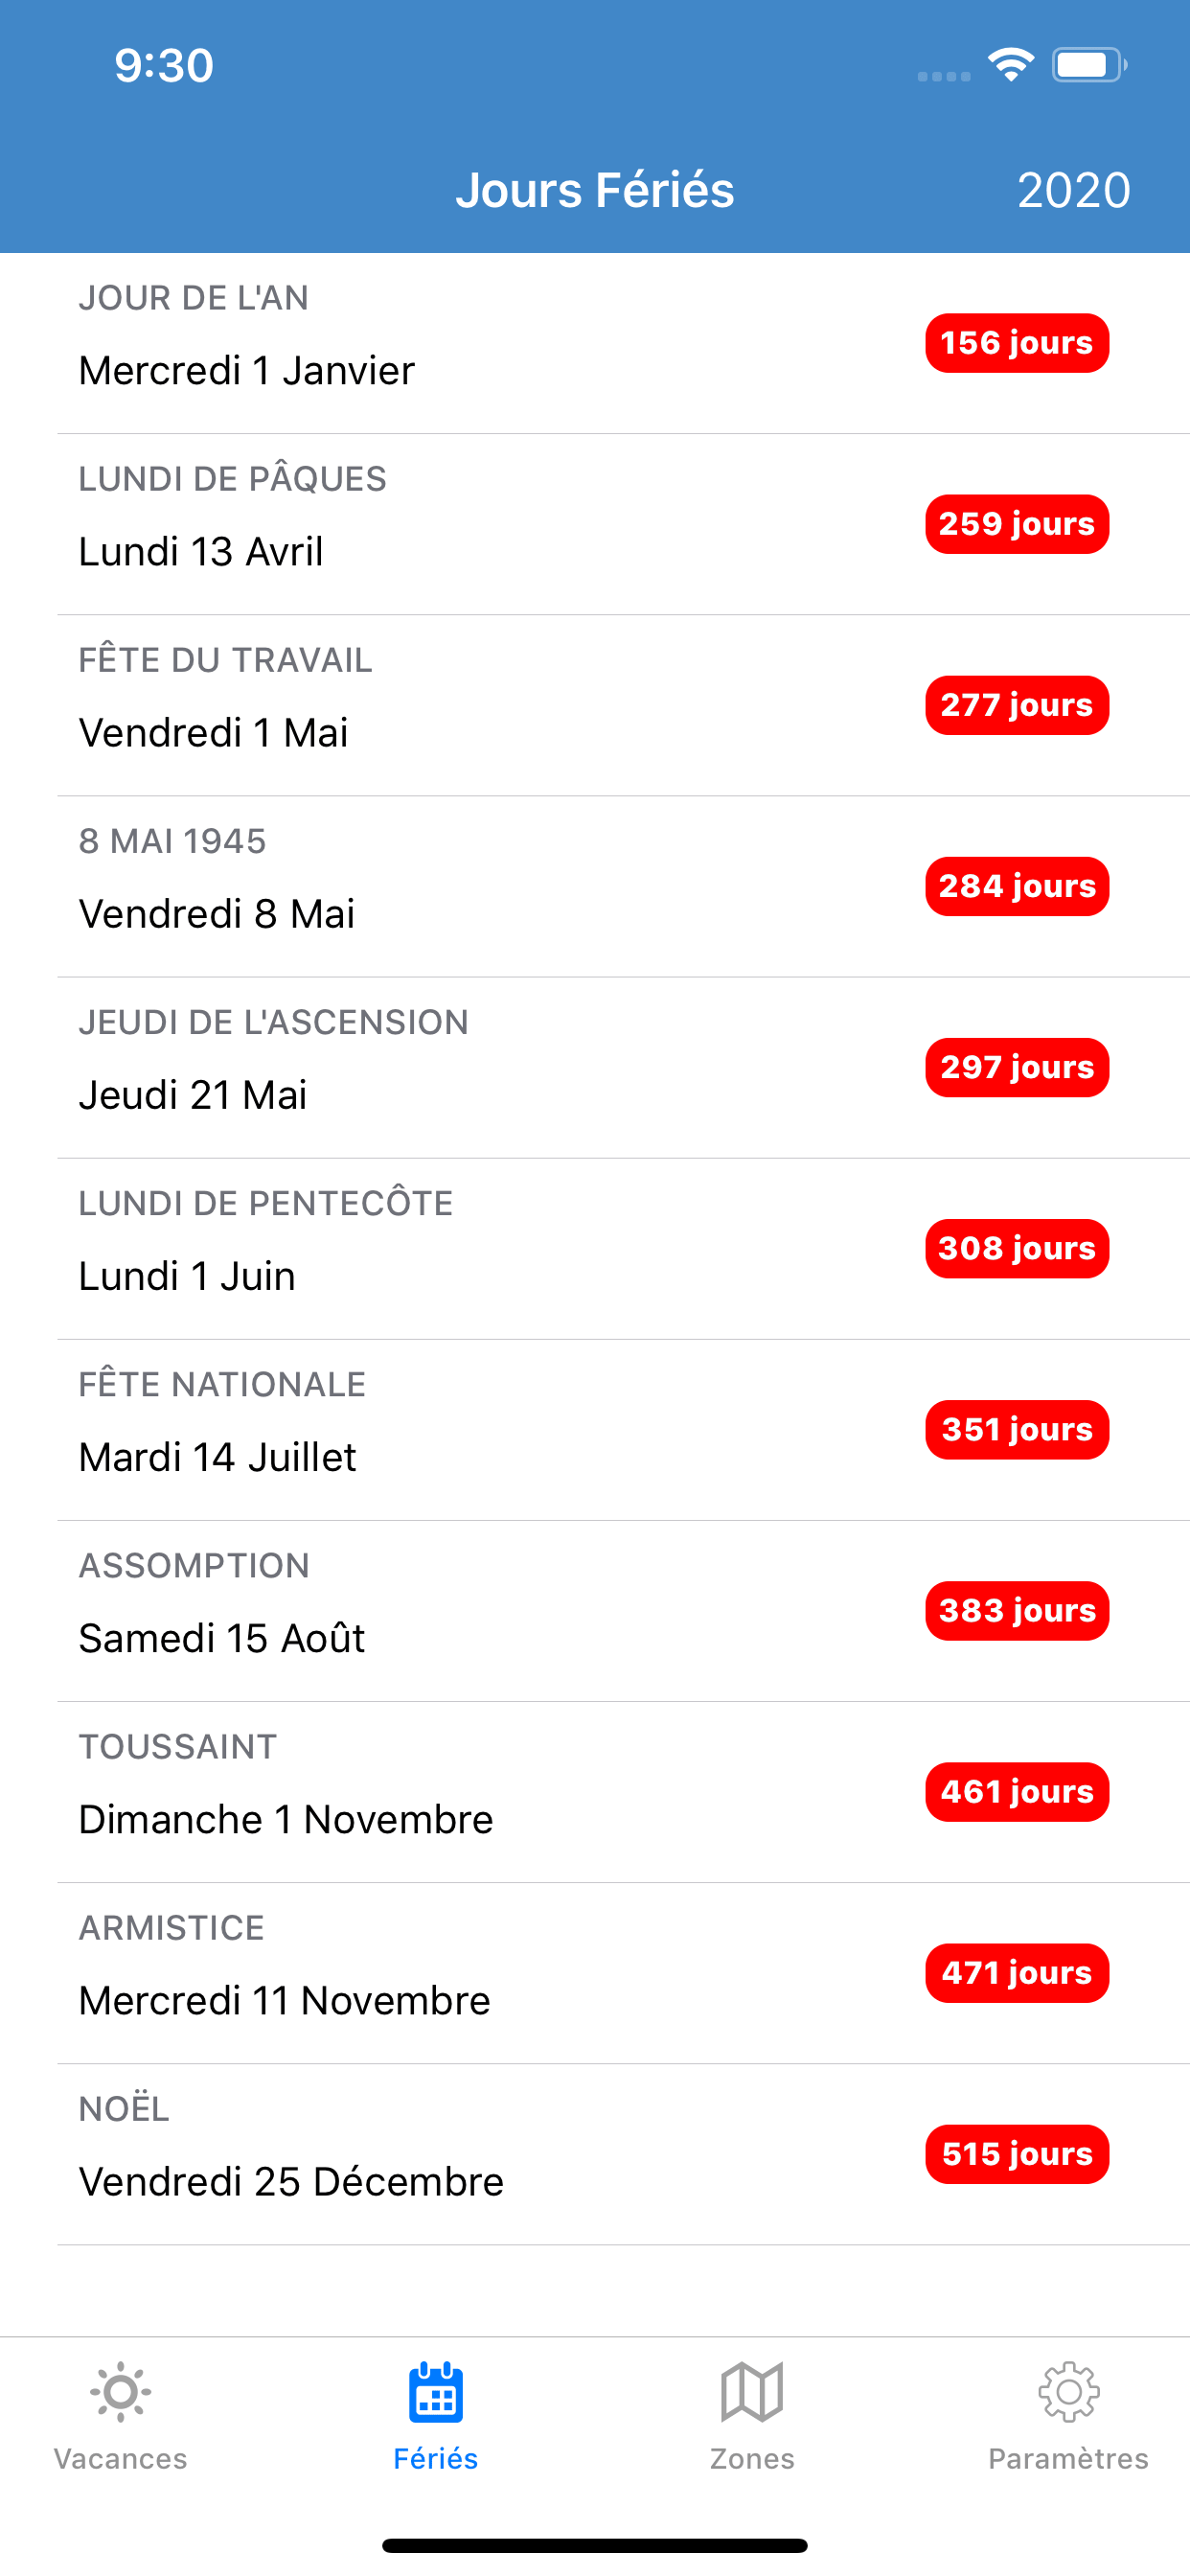 9:30
Jours Fériés 2020
JOUR DE L'AN
Mercredi 1 Janvier
156 jours
LUNDI DE PÂQUES
Lundi 13 Avril
259 jours
FÊTE DU TRAVAIL
Vendredi 1 Mai
277 jours
8 MAI 1945
Vendredi 8 Mai
284 jours
JEUDI DE L'ASCENSION
Jeudi 21 Mai
297 jours
LUNDI DE PENTECÔTE
Lundi 1 Juin
308 jours
FÊTE NATIONALE
Mardi 14 Juillet
351 jours
ASSOMPTION
Samedi 15 Août
383 jours
TOUSSAINT
Dimanche 1 Novembre
461 jours
ARMISTICE
Mercredi 11 Novembre
471 jours
NOËL
Vendredi 25 Décembre
515 jours
Vacances Fériés Zones Paramètres